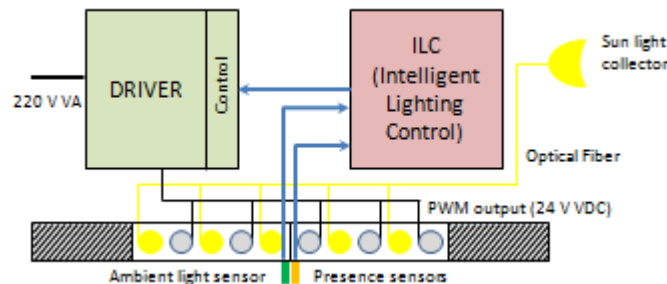 DRIVER
Control
ILC
(Intelligent
Lighting
Control)
Sun light
collector
220 V VA
Optical Fiber
PWM output (24 V VDC)
Ambient light sensor
Presence sensors